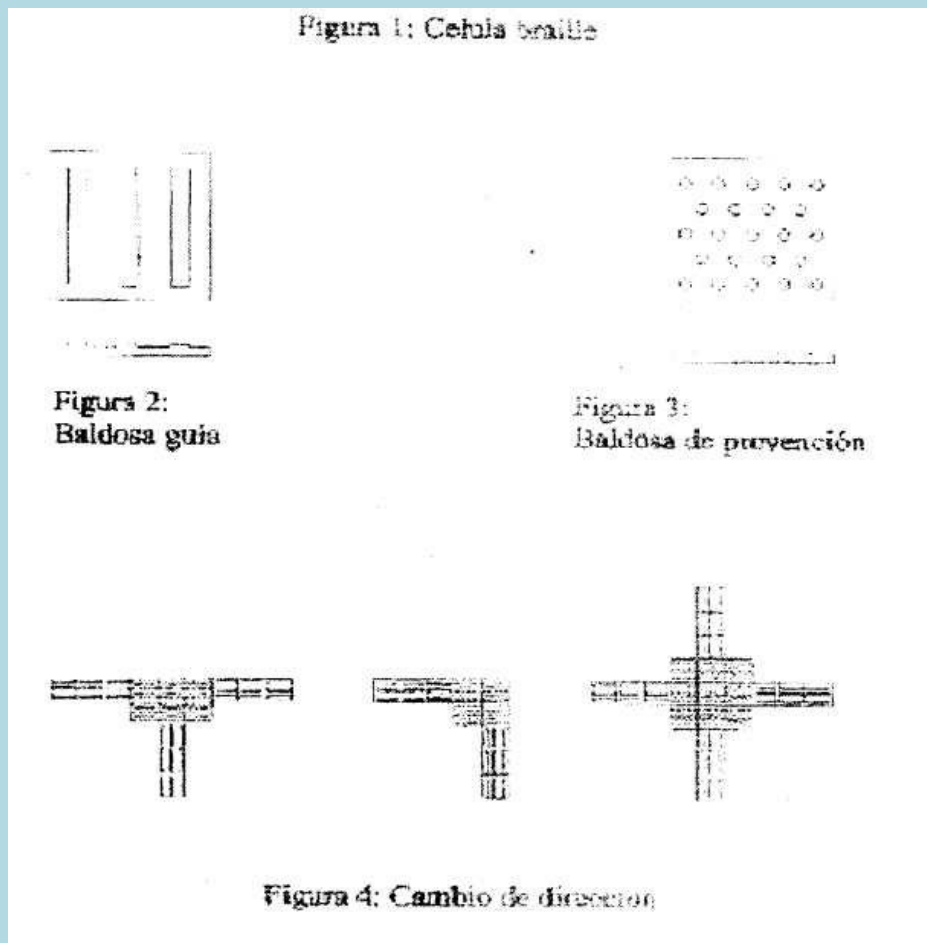 Figura 1: Celula braille
Figura 2:
Baldosa guia
Figura 3:
Baldosa de prevención
Figura 4: Cambio de direccion